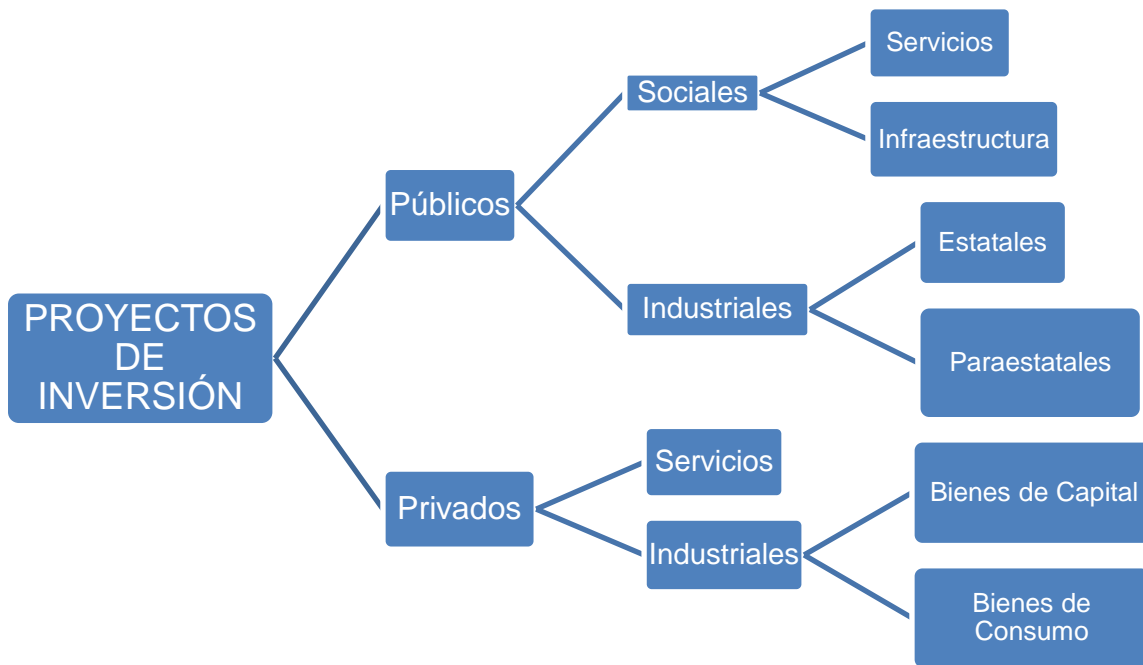 PROYECTOS
DE
INVERSIÓN
Públicos
Sociales
Servicios
Infraestructura
Industriales
Estatales
Paraestatales
Privados
Servicios
Industriales
Bienes de Capital
Bienes de
Consumo